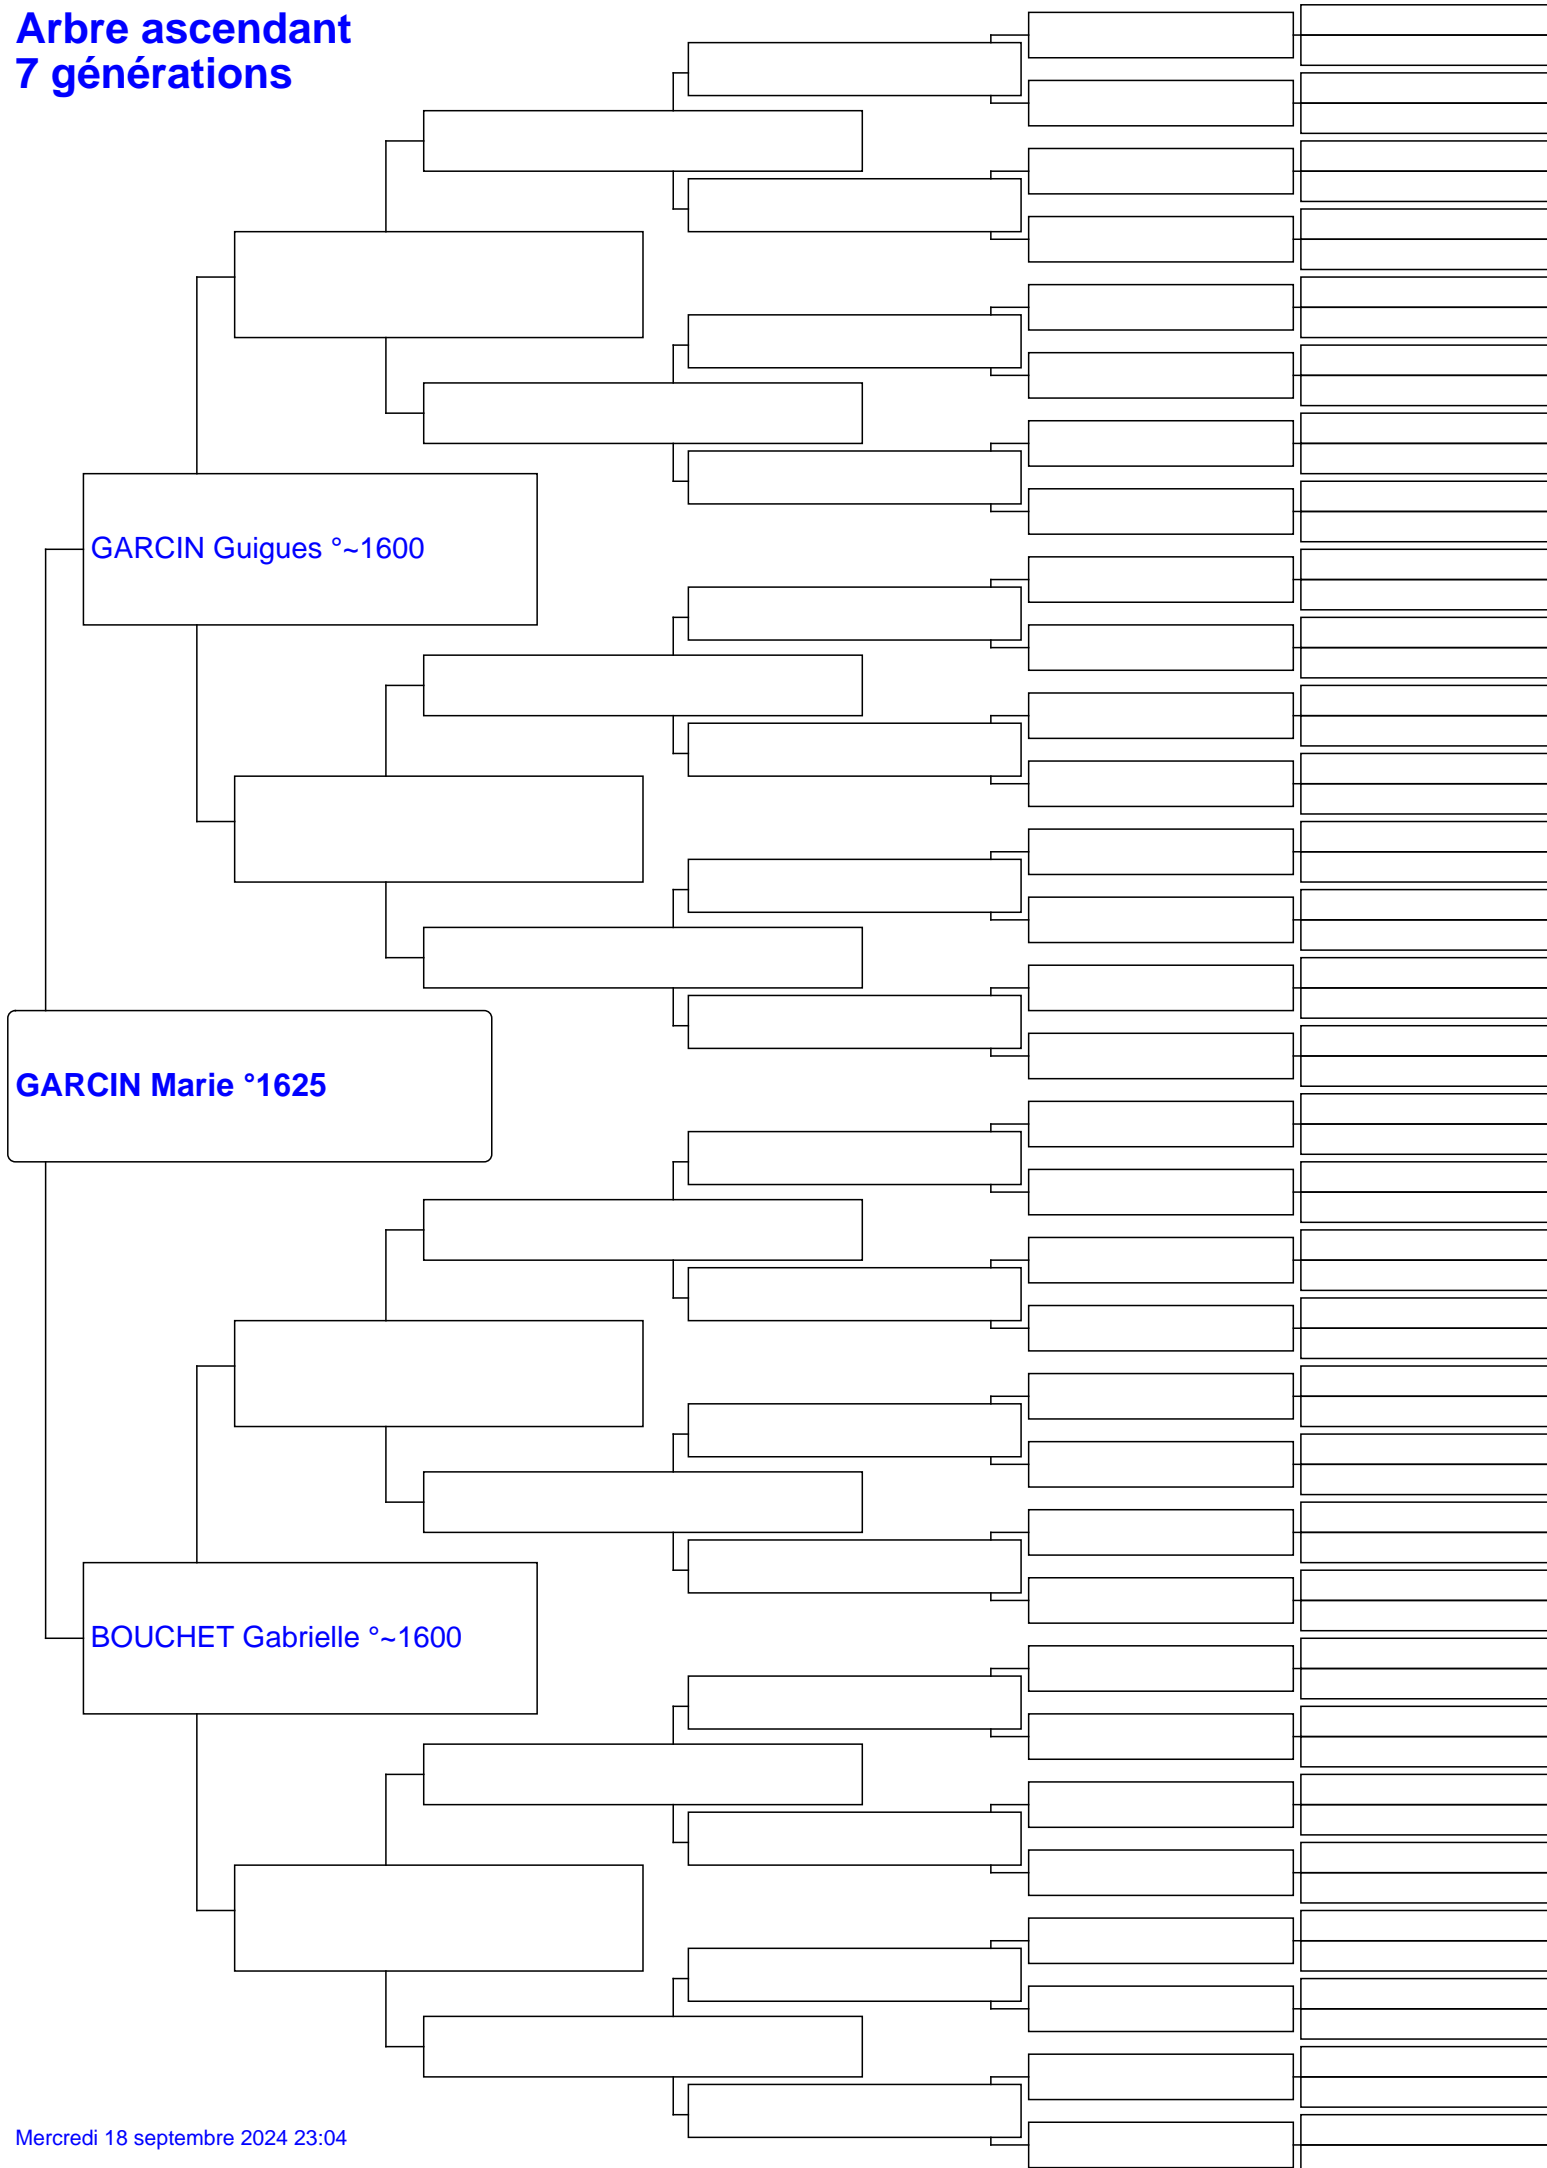 Arbre ascendant
7 générations
GARCIN Guigues °~1600
GARCIN Marie °1625
BOUCHET Gabrielle °~1600
Mercredi 18 septembre 2024 23:04